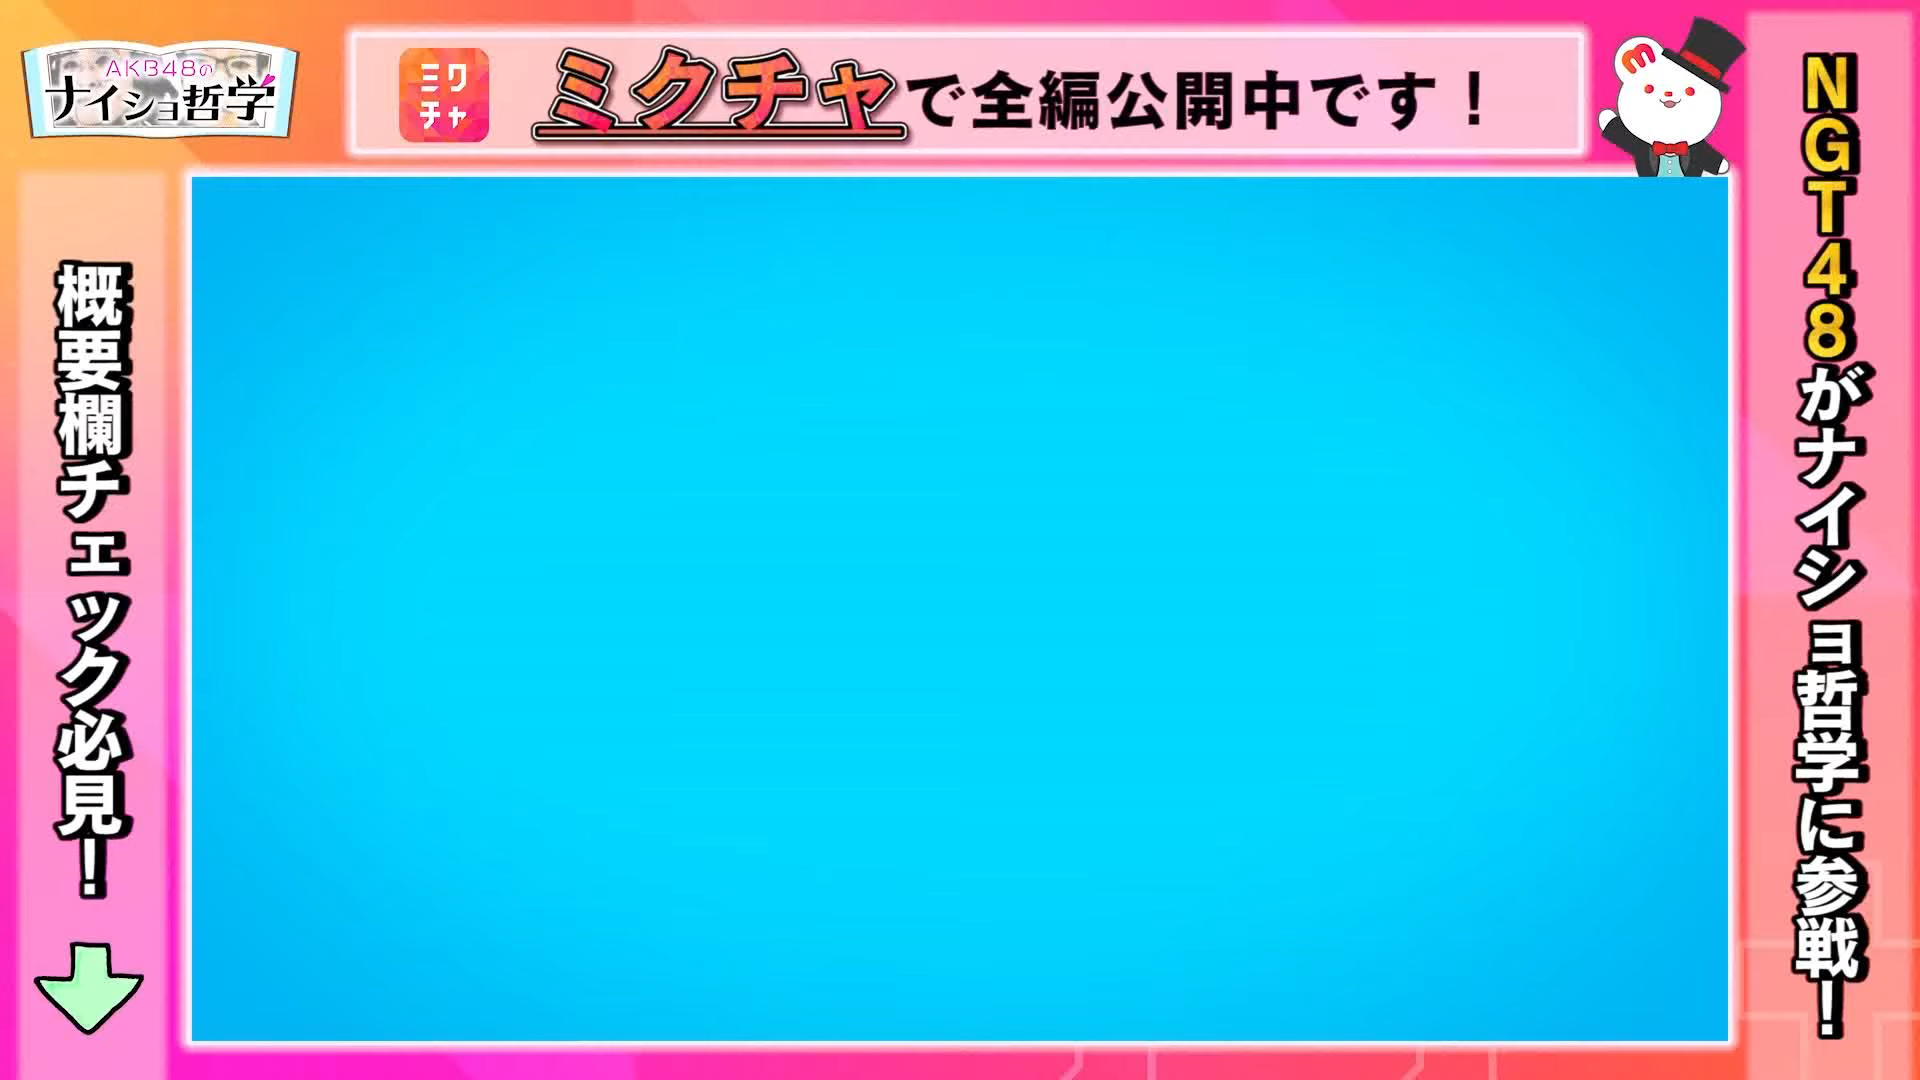 AKB48の
ナイショ哲学
ミク
チャ
ミクチャで全編公開中です！
m
NGT48がナイショ哲学に参戦！
概要欄チェック必見！